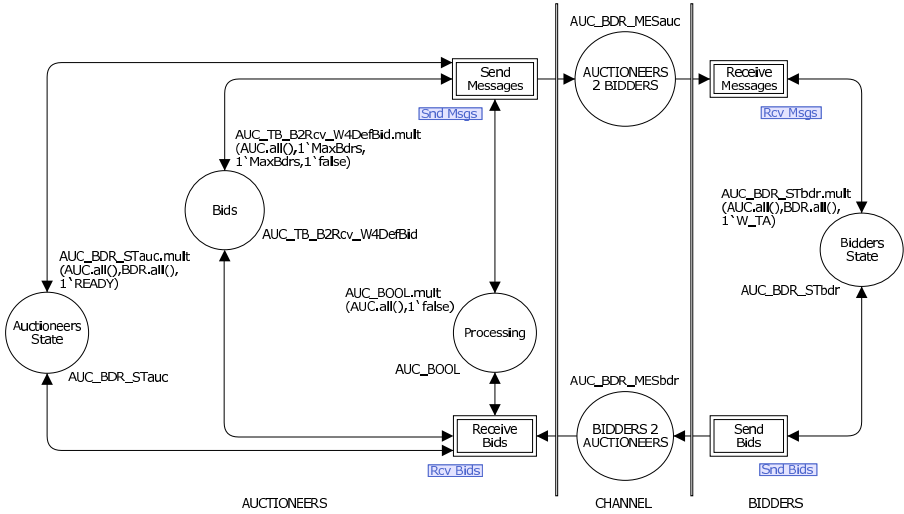 AUC_BDR_MESauc
Send
Messages
AUCTIONEERS
2 BIDDERS
Receive
Messages
Snd Msgs
Rcv Msgs
AUC_TB_B2Rcv_W4DefBid.mult
(AUC.all(),1`MaxBdrs,
1`MaxBdrs,1`false)
Bids
AUC_TB_B2Rcv_W4DefBid
AUC_BDR_STbdr.mult
(AUC.all(),BDR.all(),
1`W_TA)
Bidders
State
AUC_BDR_STbdr
AUC_BDR_STauc.mult
(AUC.all(),BDR.all(),
1`READY)
Auctioneers
State
AUC_BDR_STauc
AUC_BOOL.mult
(AUC.all(),1`false)
Processing
AUC_BOOL
AUC_BDR_MESbdr
Receive
Bids
BIDDERS 2
AUCTIONEERS
Send
Bids
Rcv Bids
Snd Bids
AUCTIONEERS
CHANNEL
BIDDERS